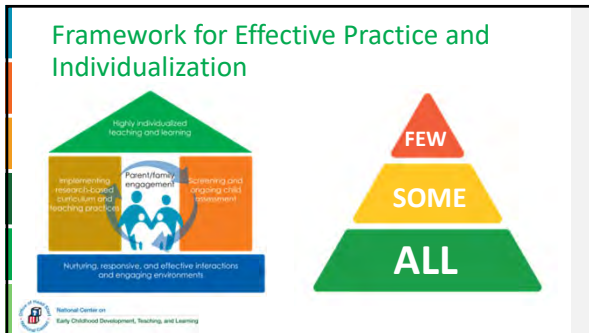 Framework for Effective Practice and
Individualization
Highly individualized
teaching and learning
Implementing
research-based
curriculum and
teaching practices
Parent/family
engagement
Screening and
ongoing child
assessment
Nurturing, responsive, and effective interactions
and engaging environments
FEW
SOME
ALL
National Center on
Early Childhood Development, Teaching, and Learning